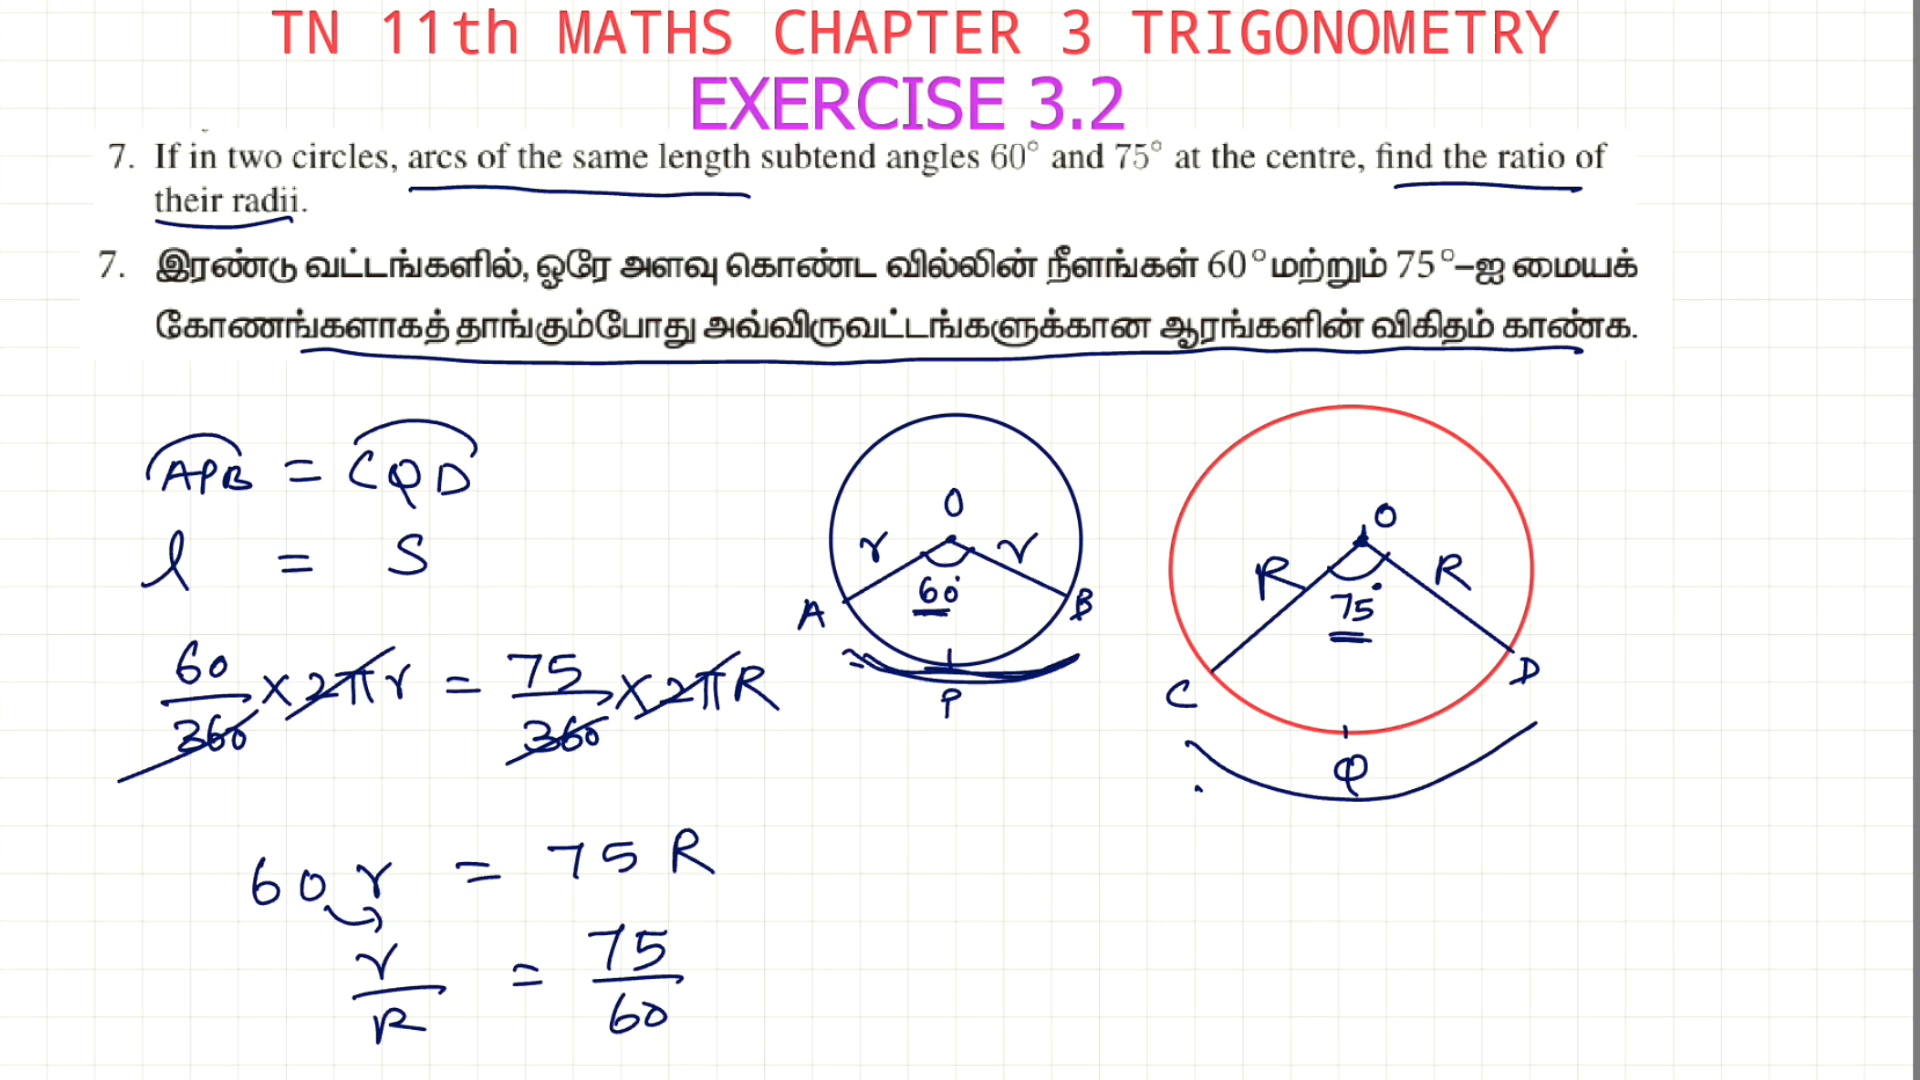 TN 11th MATHS CHAPTER 3 TRIGONOMETRY
EXERCISE 3.2
7. If in two circles, arcs of the same length subtend angles 60° and 75° at the centre, find the ratio of
their radii.
7. இரண்டு வட்டங்களில், ஒரே அளவு கொண்ட வில்லின் நீளங்கள் 60° மற்றும் 75°–ஐ மையக்
கோணங்களாகத் தாங்கும்போது அவ்விருவட்டங்களுக்கான ஆரங்களின் விகிதம் காண்க.
APB = CQD
l = S
60/360 × 2πr = 75/360 × 2πR
60 r = 75 R
r/R = 75/60
O
r r
60°
A B
P
O
R R
75°
C D
Q